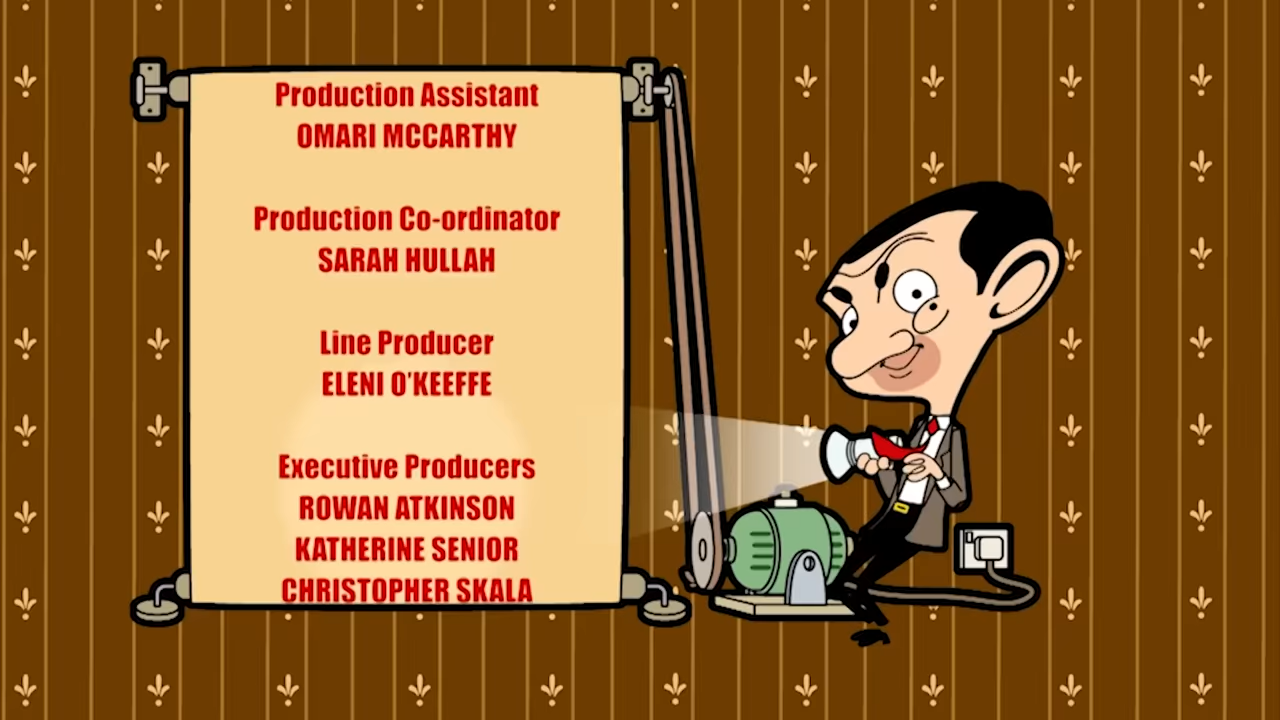 Production Assistant
OMARI MCCARTHY
Production Co-ordinator
SARAH HULLAH
Line Producer
ELENI O'KEEFFE
Executive Producers
ROWAN ATKINSON
KATHERINE SENIOR
CHRISTOPHER SKALA